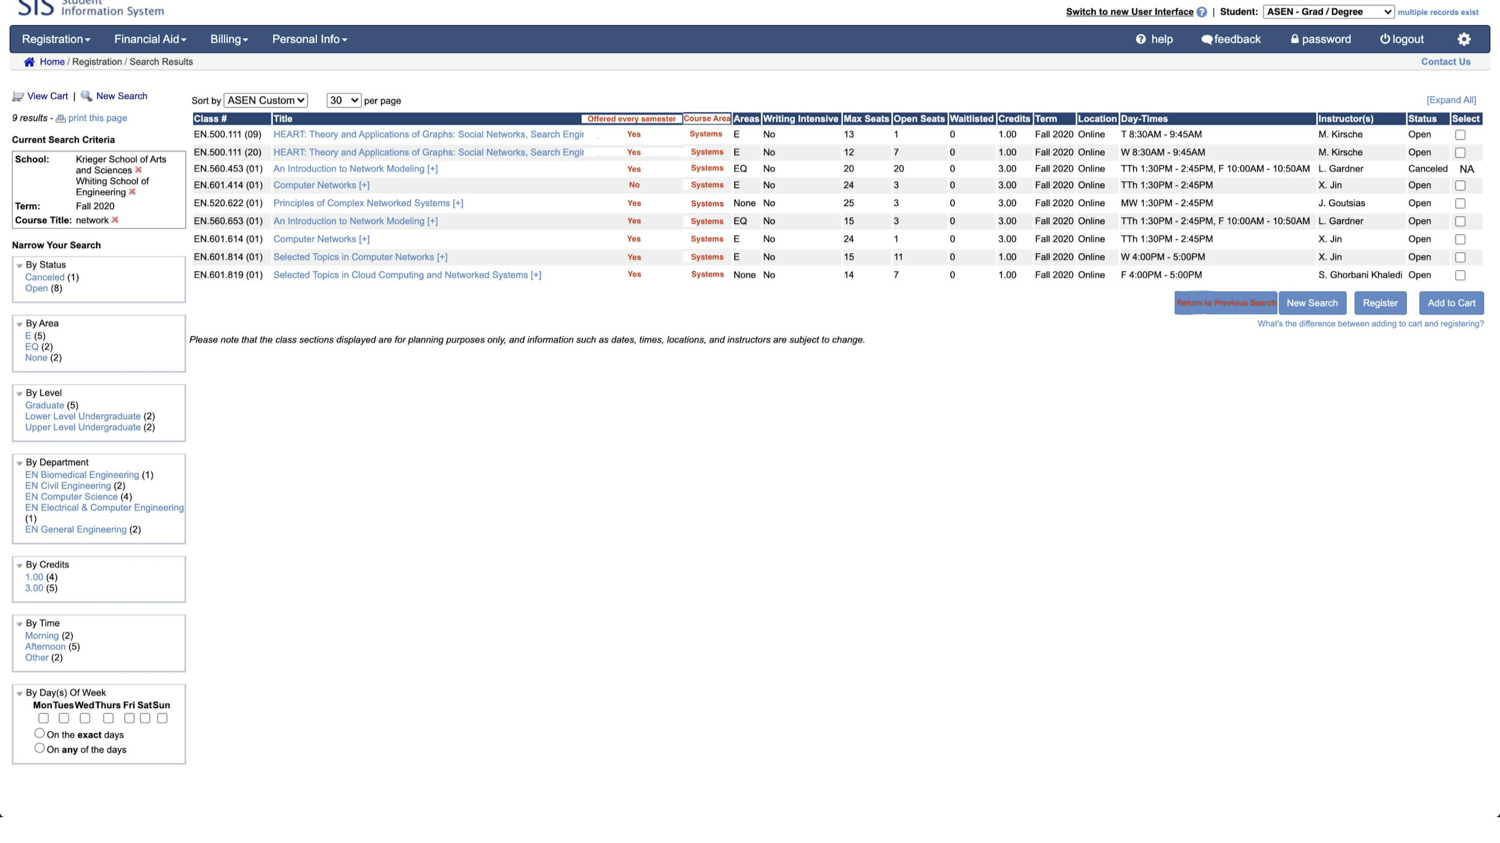 SIS Student
Information System
Switch to new User Interface ? | Student: ASEN - Grad / Degree multiple records exist
Registration Financial Aid Billing Personal Info ? help feedback password logout
Home / Registration / Search Results Contact Us
View Cart | New Search Sort by ASEN Custom 30 per page [Expand All]
9 results - print this page
Current Search Criteria
School: Krieger School of Arts
and Sciences
Whiting School of
Engineering
Term: Fall 2020
Course Title: network
Narrow Your Search
By Status
Canceled (1)
Open (8)
By Area
E (5)
EQ (2)
None (2)
By Level
Graduate (5)
Lower Level Undergraduate (2)
Upper Level Undergraduate (2)
By Department
EN Biomedical Engineering (1)
EN Civil Engineering (2)
EN Computer Science (4)
EN Electrical & Computer Engineering
(1)
EN General Engineering (2)
By Credits
1.00 (4)
3.00 (5)
By Time
Morning (2)
Afternoon (5)
Other (2)
By Day(s) Of Week
Mon Tues Wed Thurs Fri Sat Sun
On the exact days
On any of the days
Class # Title Offered every semester Course Area Areas Writing Intensive Max Seats Open Seats Waitlisted Credits Term Location Day-Times Instructor(s) Status Select
EN.500.111 (09) HEART: Theory and Applications of Graphs: Social Networks, Search Engir Yes Systems E No 13 1 0 1.00 Fall 2020 Online T 8:30AM - 9:45AM M. Kirsche Open
EN.500.111 (20) HEART: Theory and Applications of Graphs: Social Networks, Search Engir Yes Systems E No 12 7 0 1.00 Fall 2020 Online W 8:30AM - 9:45AM M. Kirsche Open
EN.560.453 (01) An Introduction to Network Modeling [+] Yes Systems EQ No 20 20 0 3.00 Fall 2020 Online TTh 1:30PM - 2:45PM, F 10:00AM - 10:50AM L. Gardner Canceled NA
EN.601.414 (01) Computer Networks [+] No Systems E No 24 3 0 3.00 Fall 2020 Online TTh 1:30PM - 2:45PM X. Jin Open
EN.520.622 (01) Principles of Complex Networked Systems [+] Yes Systems None No 25 3 0 3.00 Fall 2020 Online MW 1:30PM - 2:45PM J. Goutsias Open
EN.560.653 (01) An Introduction to Network Modeling [+] Yes Systems EQ No 15 3 0 3.00 Fall 2020 Online TTh 1:30PM - 2:45PM, F 10:00AM - 10:50AM L. Gardner Open
EN.601.614 (01) Computer Networks [+] Yes Systems E No 24 1 0 3.00 Fall 2020 Online TTh 1:30PM - 2:45PM X. Jin Open
EN.601.814 (01) Selected Topics in Computer Networks [+] Yes Systems E No 15 11 0 1.00 Fall 2020 Online W 4:00PM - 5:00PM X. Jin Open
EN.601.819 (01) Selected Topics in Cloud Computing and Networked Systems [+] Yes Systems None No 14 7 0 1.00 Fall 2020 Online F 4:00PM - 5:00PM S. Ghorbani Khaledi Open
Return to Previous Search New Search Register Add to Cart
What's the difference between adding to cart and registering?
Please note that the class sections displayed are for planning purposes only, and information such as dates, times, locations, and instructors are subject to change.